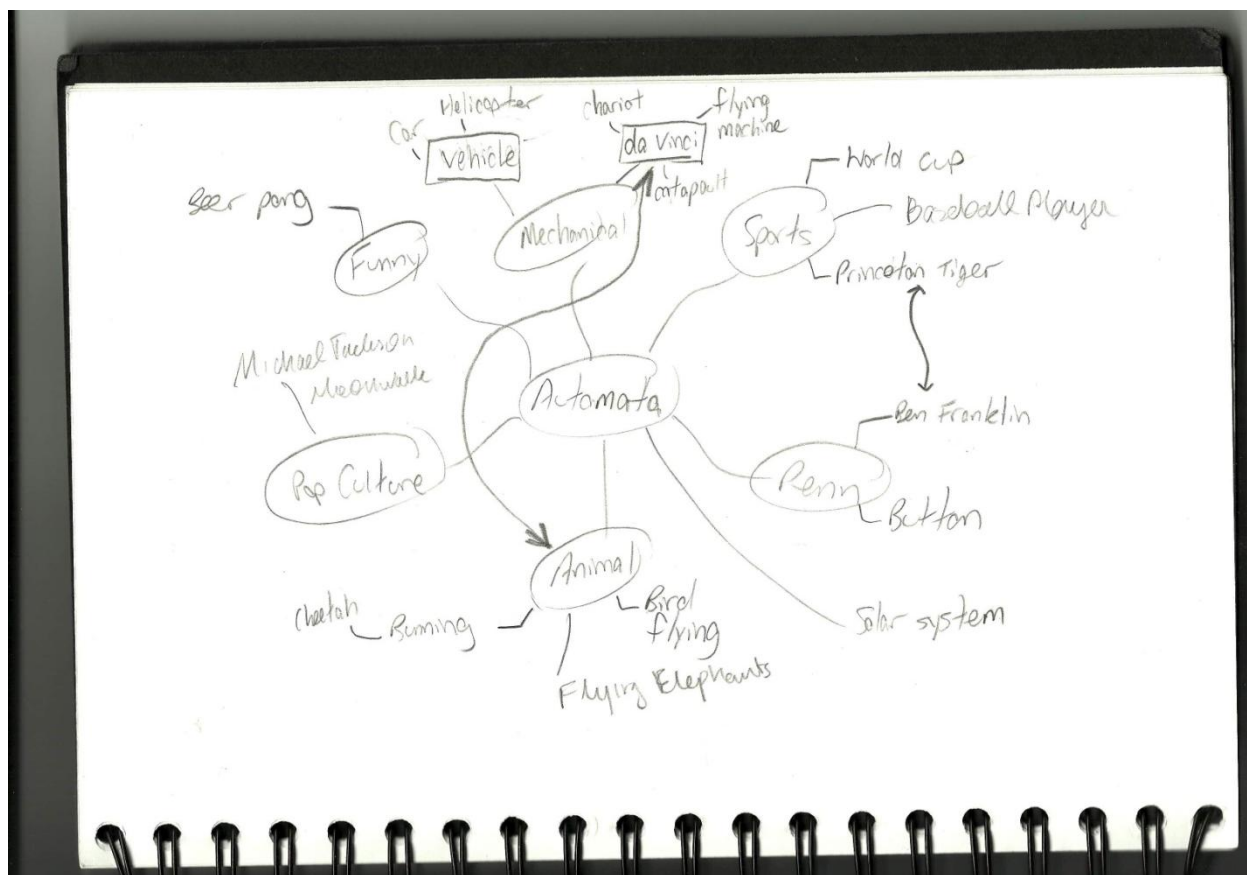 Helicopter
Car
vehicle
chariot
flying
machine
da vinci
catapault
Mechanical
World cup
Baseball Player
Sports
Princeton Tiger
Beer pong
Funny
Michael Jackson
Moonwalk
Automata
Pop Culture
Ben Franklin
Penn
Button
Animal
Cheetah
Running
Bird
flying
Flying Elephants
Solar system